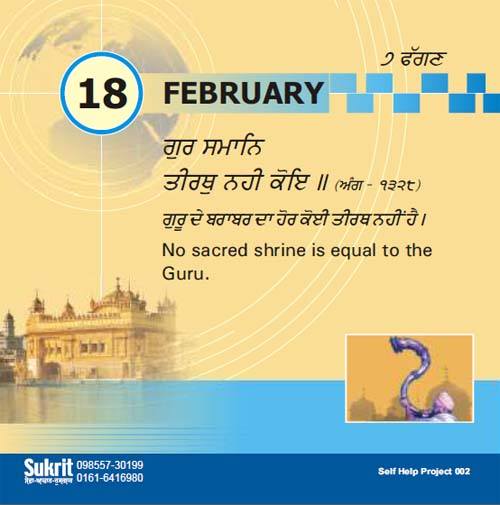 ੭ ਫੱਗਣ
18 FEBRUARY
ਗੁਰ ਸਮਾਨਿ
ਤੀਰਥੁ ਨਹੀ ਕੋਇ ॥ (ਅੰਗ - ੧੩੨੮)
ਗੁਰੂ ਦੇ ਬਰਾਬਰ ਦਾ ਹੋਰ ਕੋਈ ਤੀਰਥ ਨਹੀਂ ਹੈ।
No sacred shrine is equal to the
Guru.
Sukrit 098557-30199
0161-6416980
Self Help Project 002